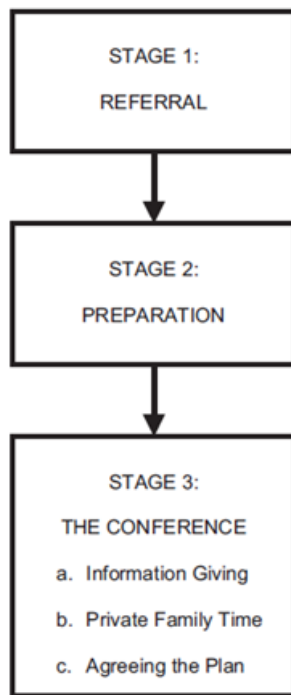 STAGE 1:
REFERRAL
STAGE 2:
PREPARATION
STAGE 3:
THE CONFERENCE
a. Information Giving
b. Private Family Time
c. Agreeing the Plan